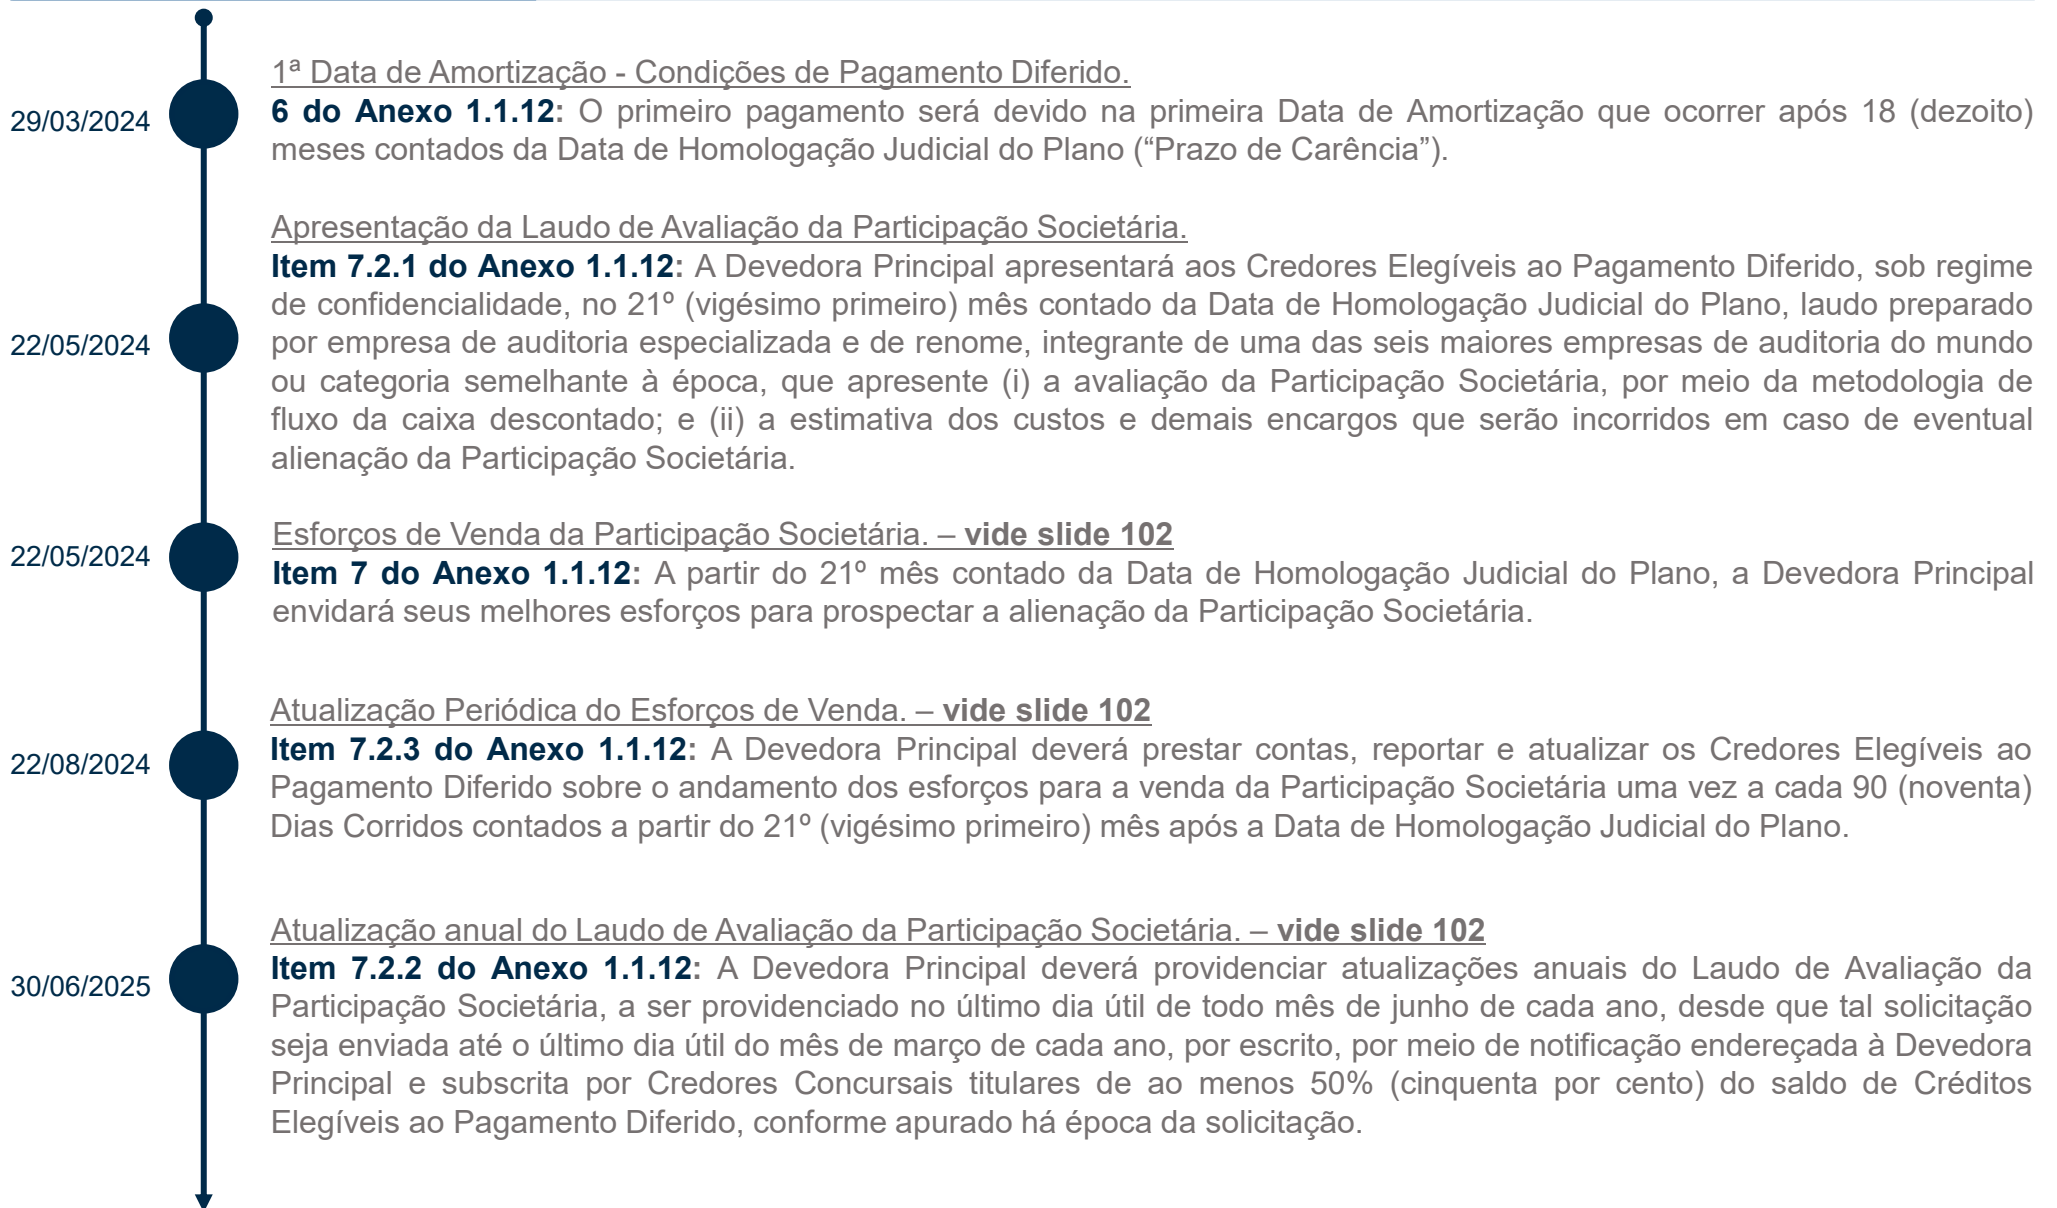 1ª Data de Amortização - Condições de Pagamento Diferido.
29/03/2024
6 do Anexo 1.1.12: O primeiro pagamento será devido na primeira Data de Amortização que ocorrer após 18 (dezoito)
meses contados da Data de Homologação Judicial do Plano (“Prazo de Carência”).
Apresentação da Laudo de Avaliação da Participação Societária.
22/05/2024
Item 7.2.1 do Anexo 1.1.12: A Devedora Principal apresentará aos Credores Elegíveis ao Pagamento Diferido, sob regime
de confidencialidade, no 21º (vigésimo primeiro) mês contado da Data de Homologação Judicial do Plano, laudo preparado
por empresa de auditoria especializada e de renome, integrante de uma das seis maiores empresas de auditoria do mundo
ou categoria semelhante à época, que apresente (i) a avaliação da Participação Societária, por meio da metodologia de
fluxo da caixa descontado; e (ii) a estimativa dos custos e demais encargos que serão incorridos em caso de eventual
alienação da Participação Societária.
Esforços de Venda da Participação Societária. – vide slide 102
22/05/2024
Item 7 do Anexo 1.1.12: A partir do 21º mês contado da Data de Homologação Judicial do Plano, a Devedora Principal
envidará seus melhores esforços para prospectar a alienação da Participação Societária.
Atualização Periódica do Esforços de Venda. – vide slide 102
22/08/2024
Item 7.2.3 do Anexo 1.1.12: A Devedora Principal deverá prestar contas, reportar e atualizar os Credores Elegíveis ao
Pagamento Diferido sobre o andamento dos esforços para a venda da Participação Societária uma vez a cada 90 (noventa)
Dias Corridos contados a partir do 21º (vigésimo primeiro) mês após a Data de Homologação Judicial do Plano.
Atualização anual do Laudo de Avaliação da Participação Societária. – vide slide 102
30/06/2025
Item 7.2.2 do Anexo 1.1.12: A Devedora Principal deverá providenciar atualizações anuais do Laudo de Avaliação da
Participação Societária, a ser providenciado no último dia útil de todo mês de junho de cada ano, desde que tal solicitação
seja enviada até o último dia útil do mês de março de cada ano, por escrito, por meio de notificação endereçada à Devedora
Principal e subscrita por Credores Concursais titulares de ao menos 50% (cinquenta por cento) do saldo de Créditos
Elegíveis ao Pagamento Diferido, conforme apurado há época da solicitação.